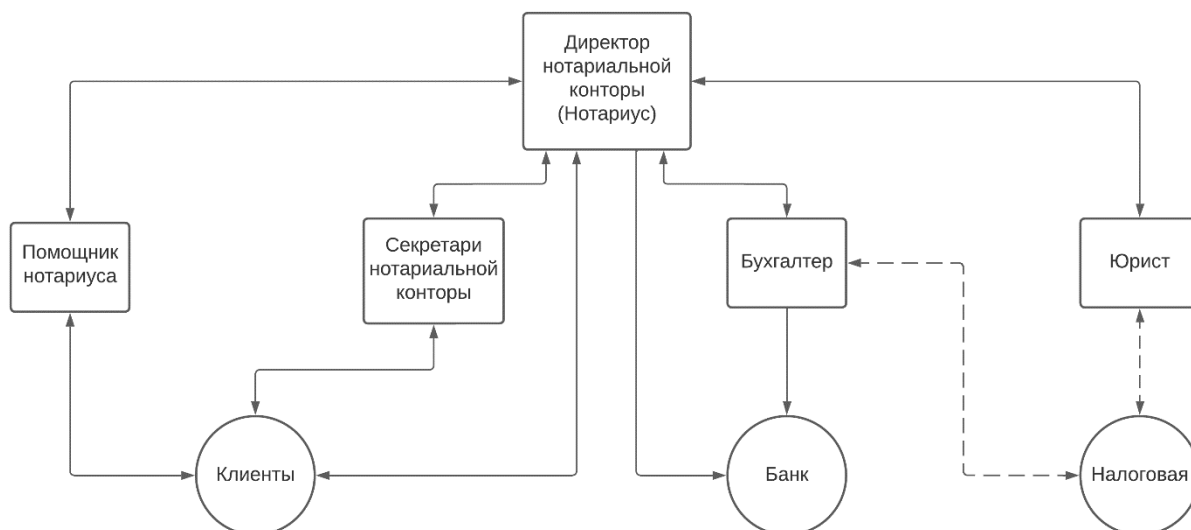 Директор
нотариальной
конторы
(Нотариус)
Помощник
нотариуса
Секретари
нотариальной
конторы
Бухгалтер
Юрист
Клиенты
Банк
Налоговая